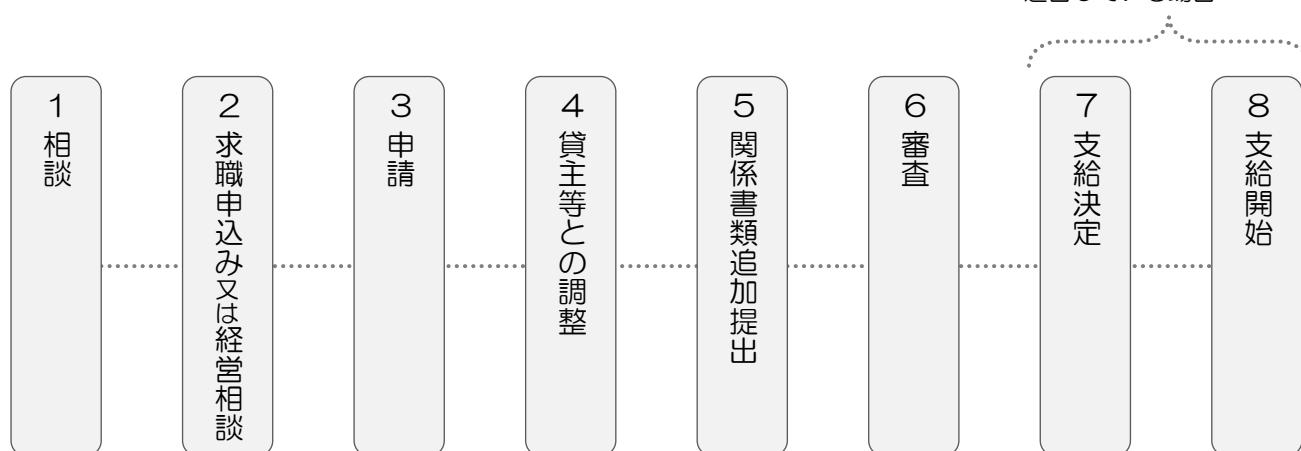 1
相談
2
求職申込み又は経営相談
3
申請
4
貸主等との調整
5
関係書類追加提出
6
審査
7
支給決定
8
支給開始